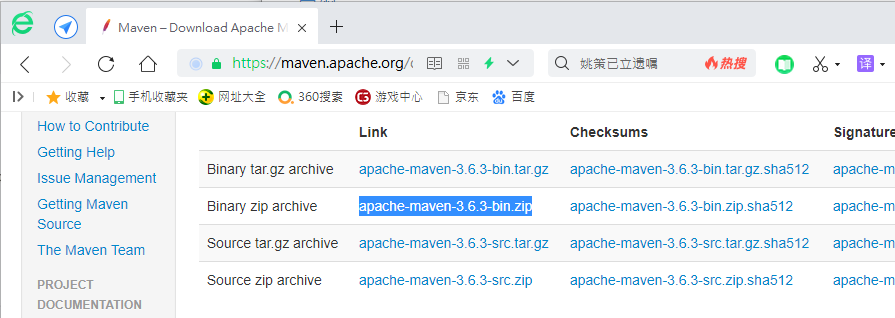 Maven – Download Apache M
https://maven.apache.org/
姚策已立遗嘱
热搜
译
收藏
手机收藏夹
网址大全
360搜索
游戏中心
京东
百度
Link Checksums Signature
How to Contribute
Getting Help
Issue Management
Getting Maven
Source
The Maven Team
PROJECT
DOCUMENTATION
Binary tar.gz archive apache-maven-3.6.3-bin.tar.gz apache-maven-3.6.3-bin.tar.gz.sha512 apache-m
Binary zip archive apache-maven-3.6.3-bin.zip apache-maven-3.6.3-bin.zip.sha512 apache-m
Source tar.gz archive apache-maven-3.6.3-src.tar.gz apache-maven-3.6.3-src.tar.gz.sha512 apache-m
Source zip archive apache-maven-3.6.3-src.zip apache-maven-3.6.3-src.zip.sha512 apache-m